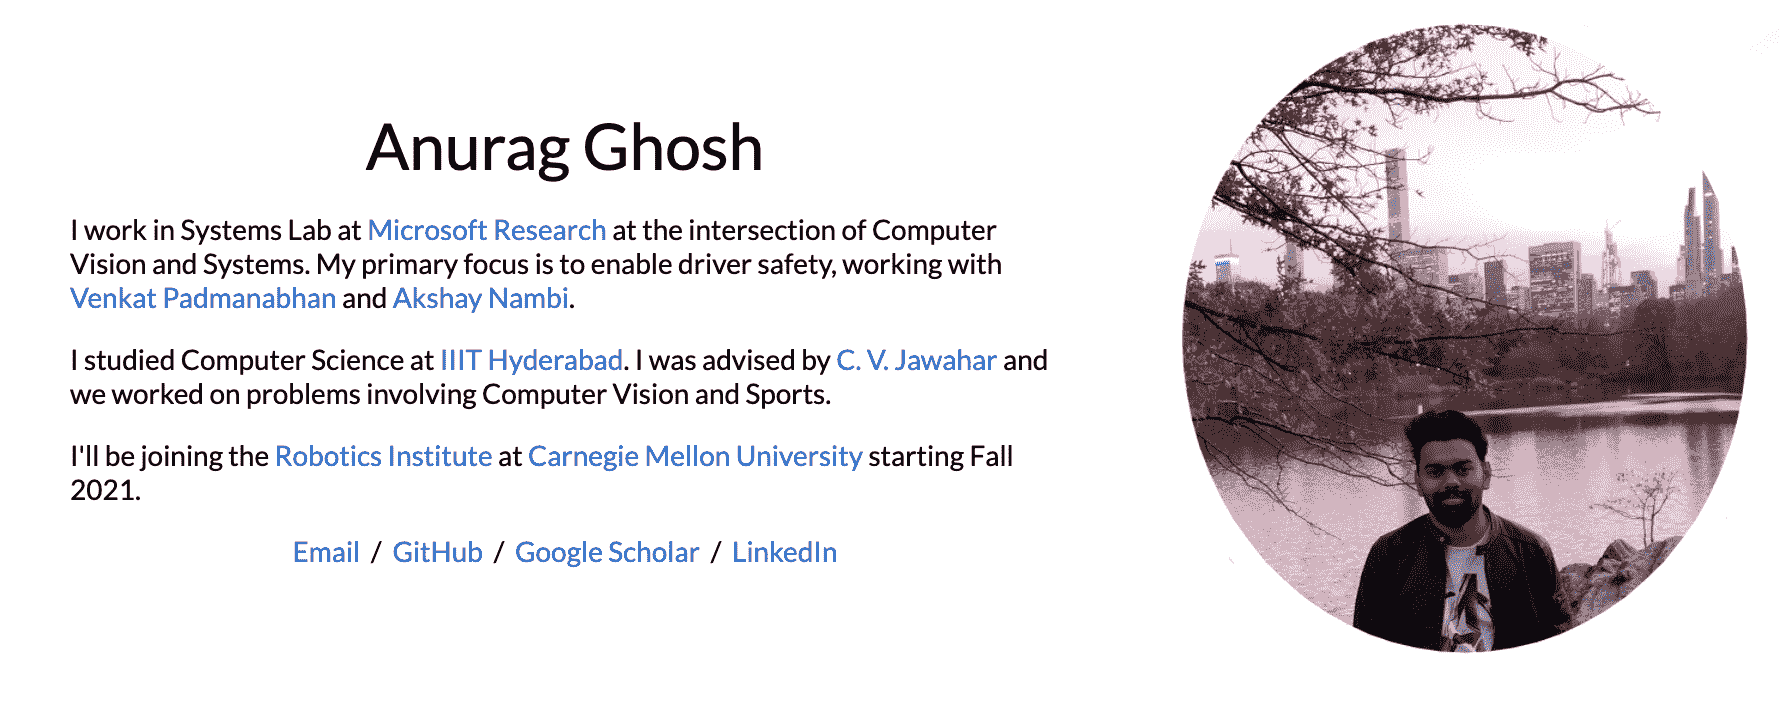 Anurag Ghosh
I work in Systems Lab at Microsoft Research at the intersection of Computer
Vision and Systems. My primary focus is to enable driver safety, working with
Venkat Padmanabhan and Akshay Nambi.
I studied Computer Science at IIIT Hyderabad. I was advised by C. V. Jawahar and
we worked on problems involving Computer Vision and Sports.
I'll be joining the Robotics Institute at Carnegie Mellon University starting Fall
2021.
Email / GitHub / Google Scholar / LinkedIn